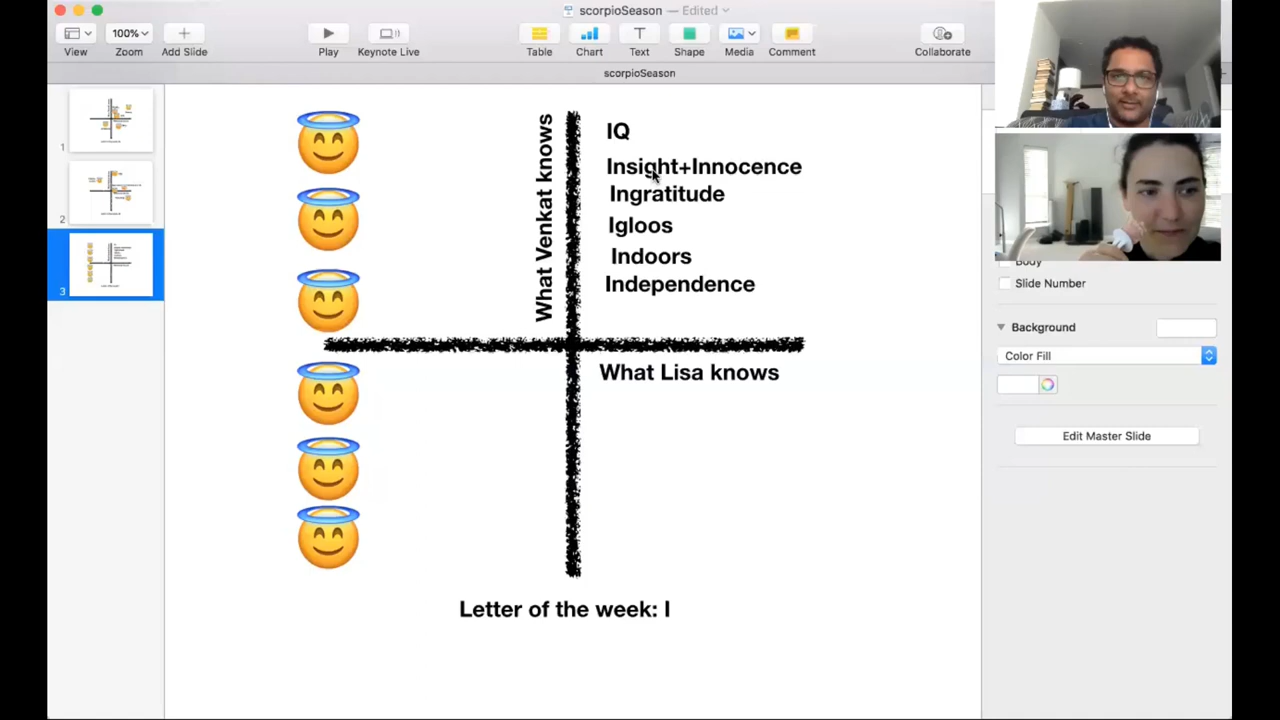 scorpioSeason — Edited
100%
View
Zoom
Add Slide
Play
Keynote Live
Table
Chart
Text
Shape
Media
Comment
Collaborate
scorpioSeason
1
2
3
What Venkat knows
IQ
Insight+Innocence
Ingratitude
Igloos
Indoors
Independence
What Lisa knows
Letter of the week: I
Body
Slide Number
Background
Color Fill
Edit Master Slide